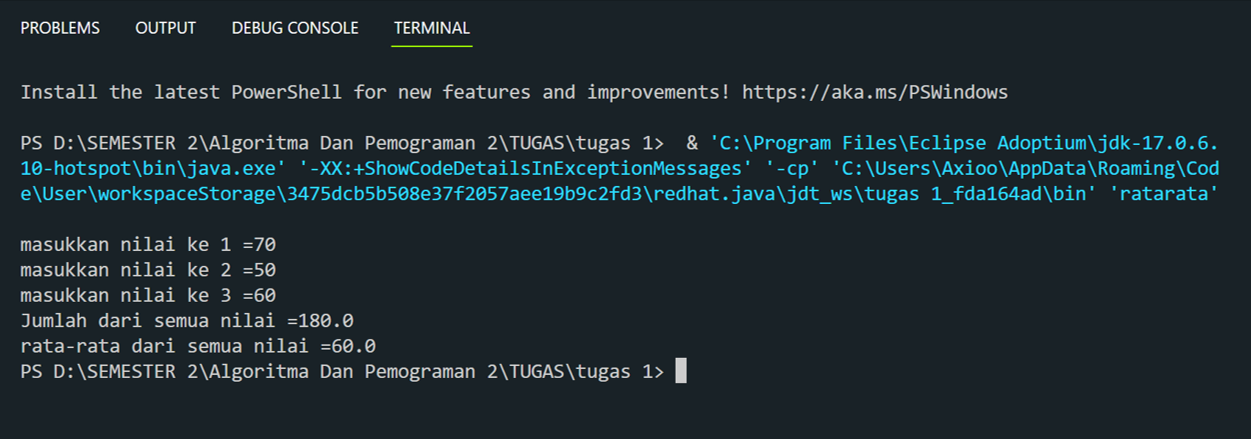 PROBLEMS OUTPUT DEBUG CONSOLE TERMINAL
Install the latest PowerShell for new features and improvements! https://aka.ms/PSWindows
PS D:\SEMESTER 2\Algoritma Dan Pemograman 2\TUGAS\tugas 1>  & 'C:\Program Files\Eclipse Adoptium\jdk-17.0.6.
10-hotspot\bin\java.exe' '-XX:+ShowCodeDetailsInExceptionMessages' '-cp' 'C:\Users\Axioo\AppData\Roaming\Cod
e\User\workspaceStorage\3475dcb5b508e37f2057aee19b9c2fd3\redhat.java\jdt_ws\tugas 1_fda164ad\bin' 'ratarata'
masukkan nilai ke 1 =70
masukkan nilai ke 2 =50
masukkan nilai ke 3 =60
Jumlah dari semua nilai =180.0
rata-rata dari semua nilai =60.0
PS D:\SEMESTER 2\Algoritma Dan Pemograman 2\TUGAS\tugas 1>